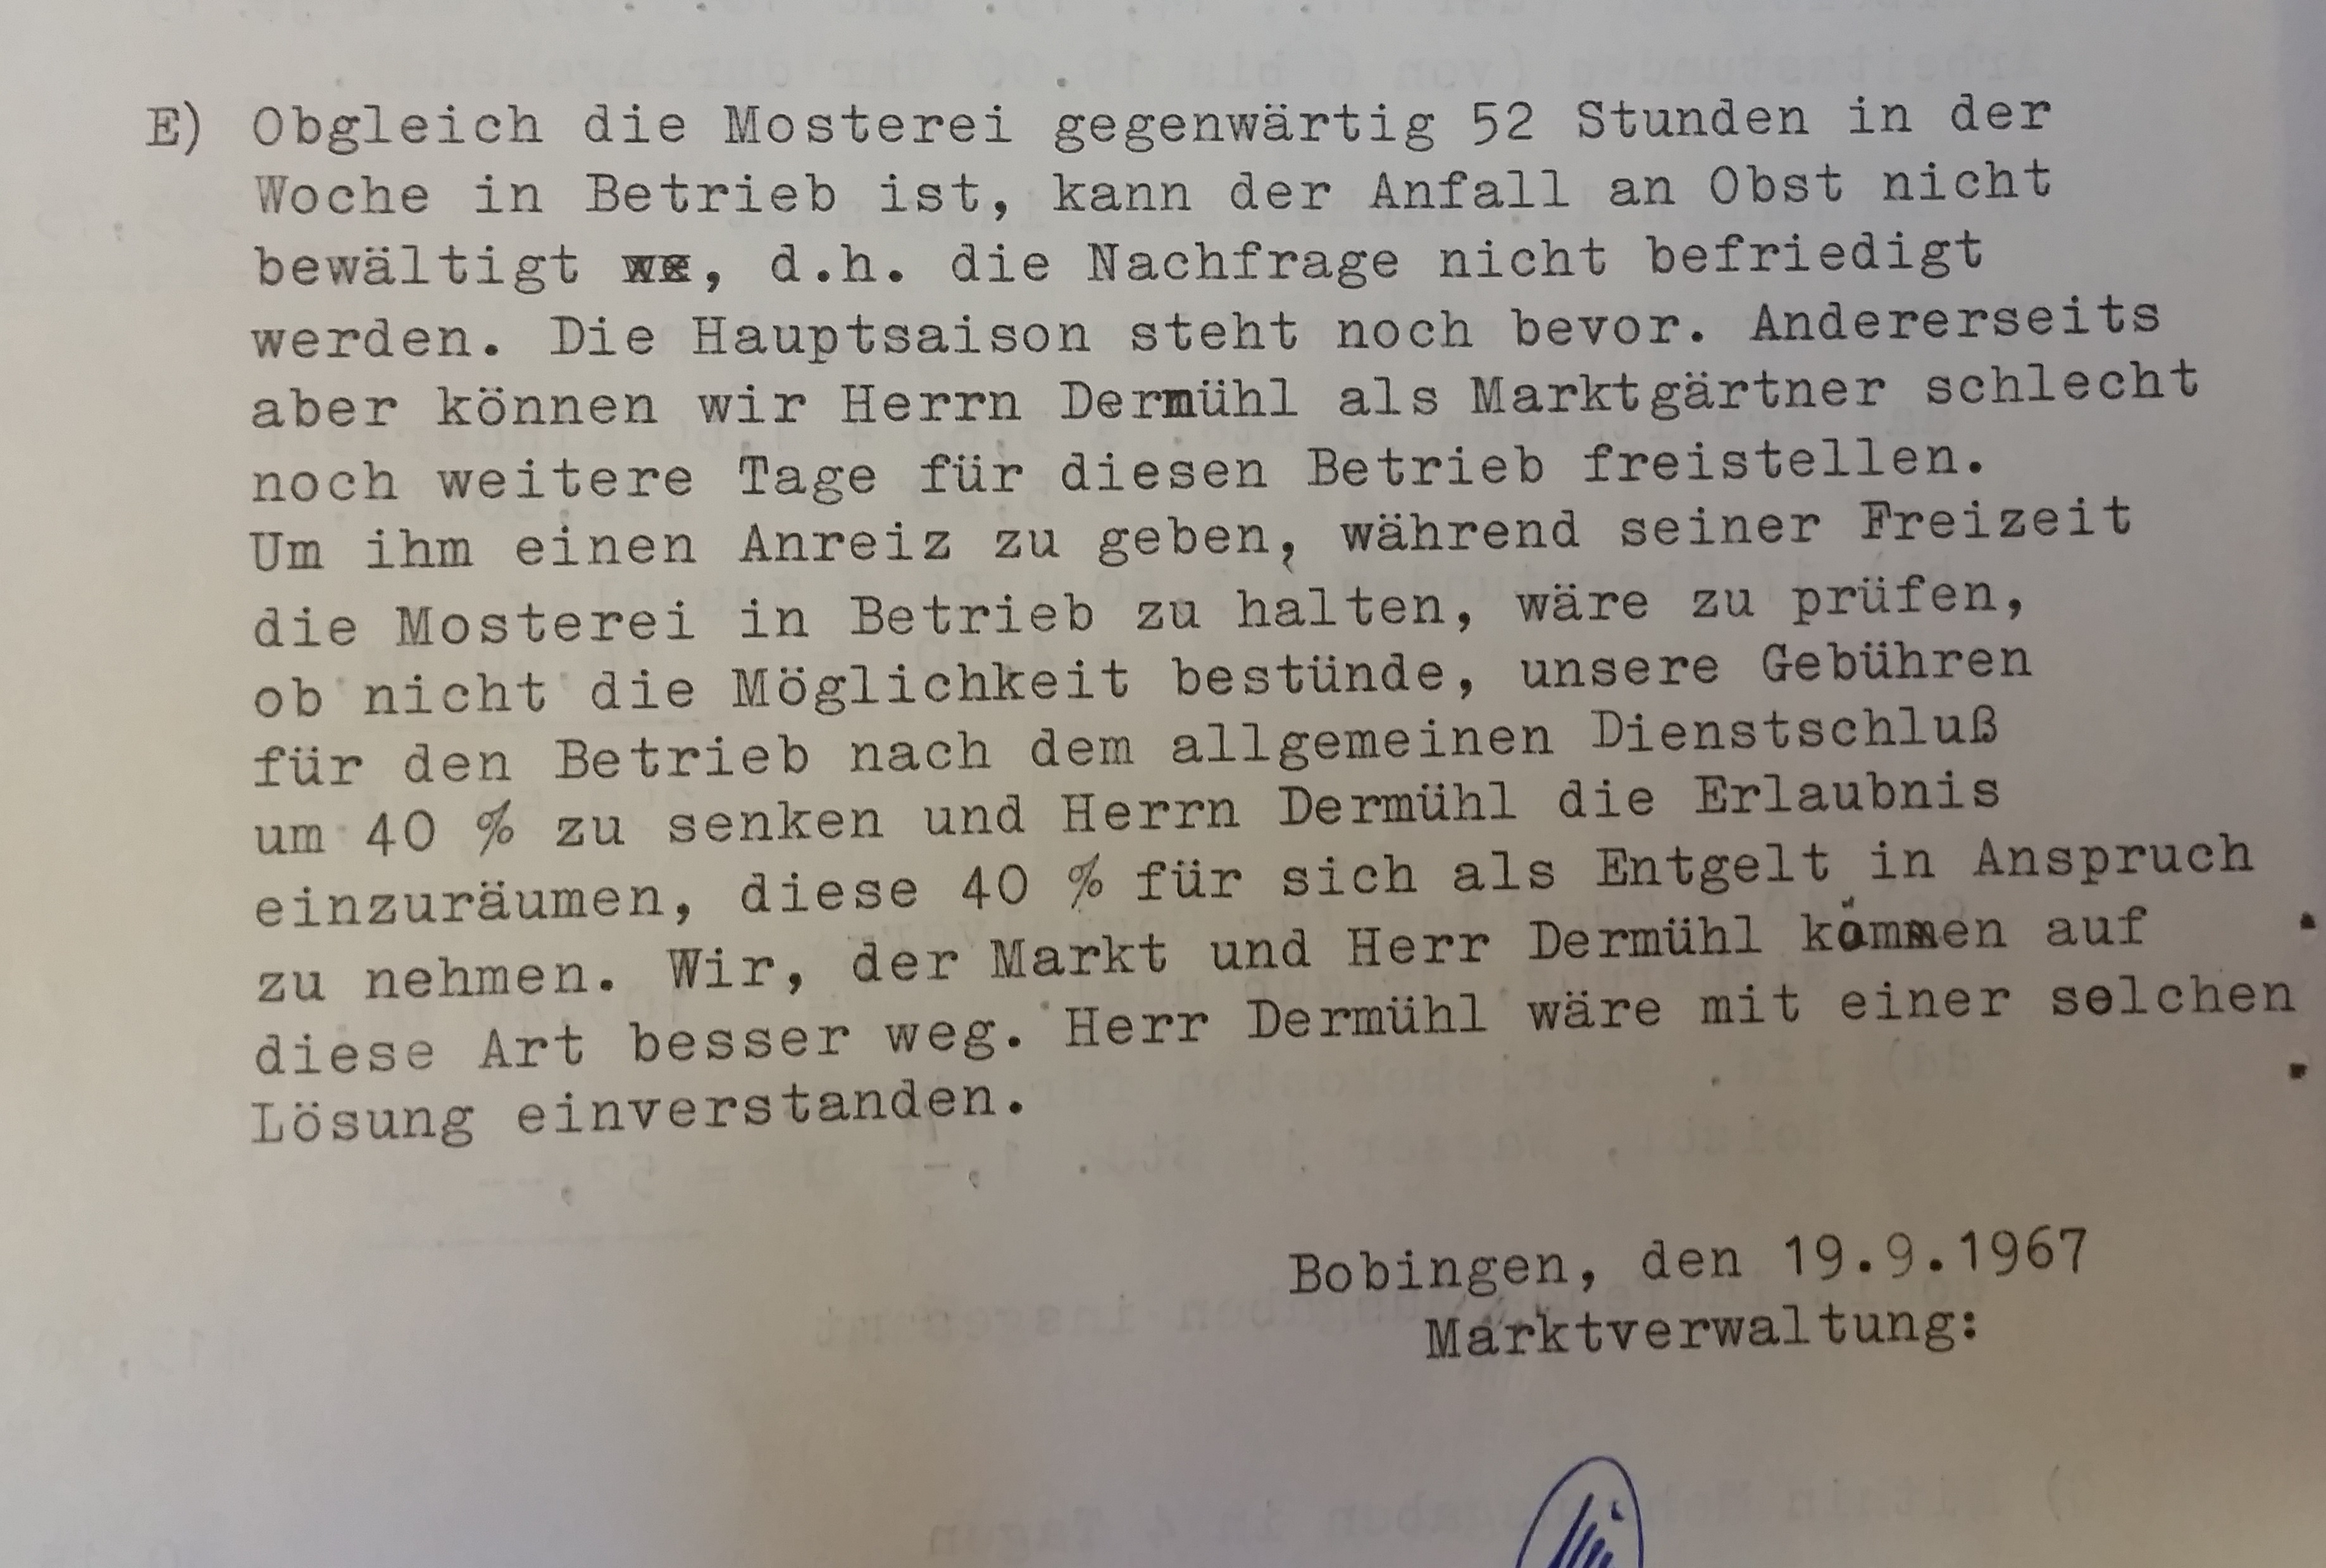 E) Obgleich die Mosterei gegenwärtig 52 Stunden in der
Woche in Betrieb ist, kann der Anfall an Obst nicht
bewältigt, d.h. die Nachfrage nicht befriedigt
werden. Die Hauptsaison steht noch bevor. Andererseits
aber können wir Herrn Dermühl als Marktgärtner schlecht
noch weitere Tage für diesen Betrieb freistellen.
Um ihm einen Anreiz zu geben, während seiner Freizeit
die Mosterei in Betrieb zu halten, wäre zu prüfen,
ob nicht die Möglichkeit bestünde, unsere Gebühren
für den Betrieb nach dem allgemeinen Dienstschluß
um 40 % zu senken und Herrn Dermühl die Erlaubnis
einzuräumen, diese 40 % für sich als Entgelt in Anspruch
zu nehmen. Wir, der Markt und Herr Dermühl kommen auf
diese Art besser weg. Herr Dermühl wäre mit einer solchen
Lösung einverstanden.
Bobingen, den 19.9.1967
Marktverwaltung: